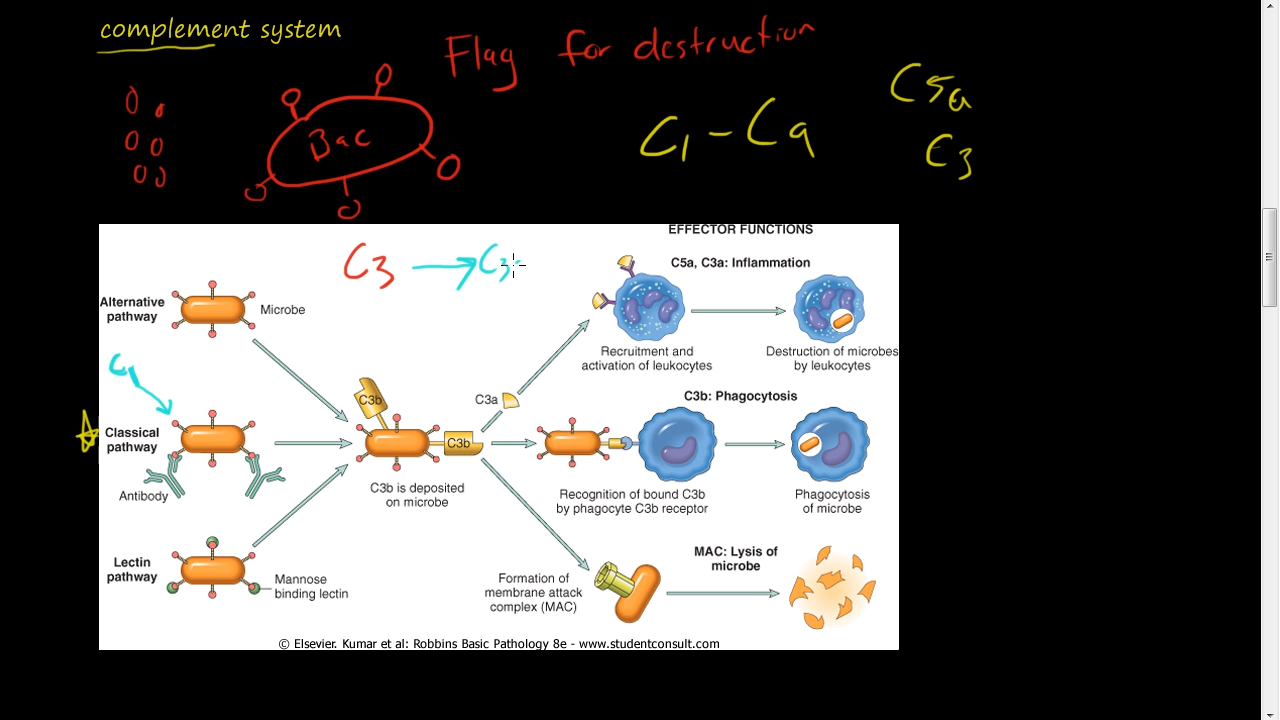 complement system
Flag for destruction
C5a
C1 - C9
C3
Bac
EFFECTOR FUNCTIONS
C3 → C3
C5a, C3a: Inflammation
Alternative
pathway
Microbe
Recruitment and
activation of leukocytes
Destruction of microbes
by leukocytes
C1
C3b
C3a
C3b: Phagocytosis
Classical
pathway
C3b
Antibody
C3b is deposited
on microbe
Recognition of bound C3b
by phagocyte C3b receptor
Phagocytosis
of microbe
Lectin
pathway
Mannose
binding lectin
Formation of
membrane attack
complex (MAC)
MAC: Lysis of
microbe
© Elsevier. Kumar et al: Robbins Basic Pathology 8e - www.studentconsult.com